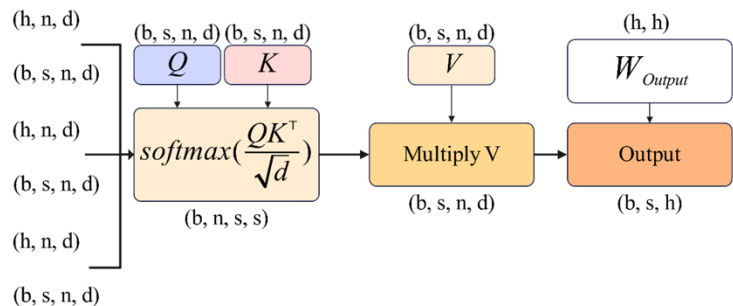 (h, n, d)
(b, s, n, d)
(h, n, d)
(b, s, n, d)
(h, n, d)
(b, s, n, d)
(b, s, n, d) (b, s, n, d)
Q K
softmax(QK⊤/√d)
(b, n, s, s)
(b, s, n, d)
V
Multiply V
(b, s, n, d)
(h, h)
W_Output
Output
(b, s, h)